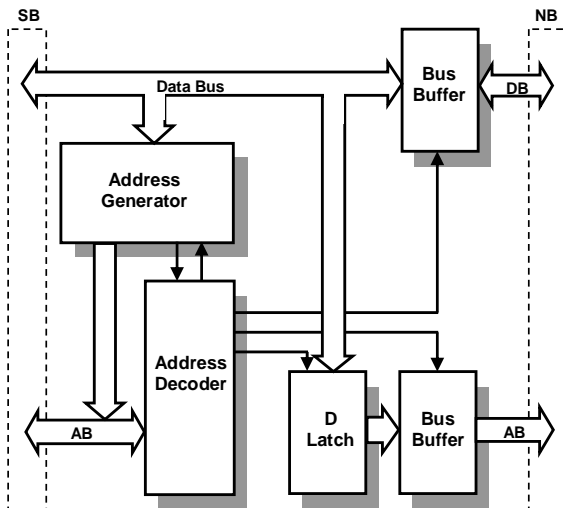 SB
NB
Data Bus
Bus
Buffer
DB
Address
Generator
Address
Decoder
AB
D
Latch
Bus
Buffer
AB